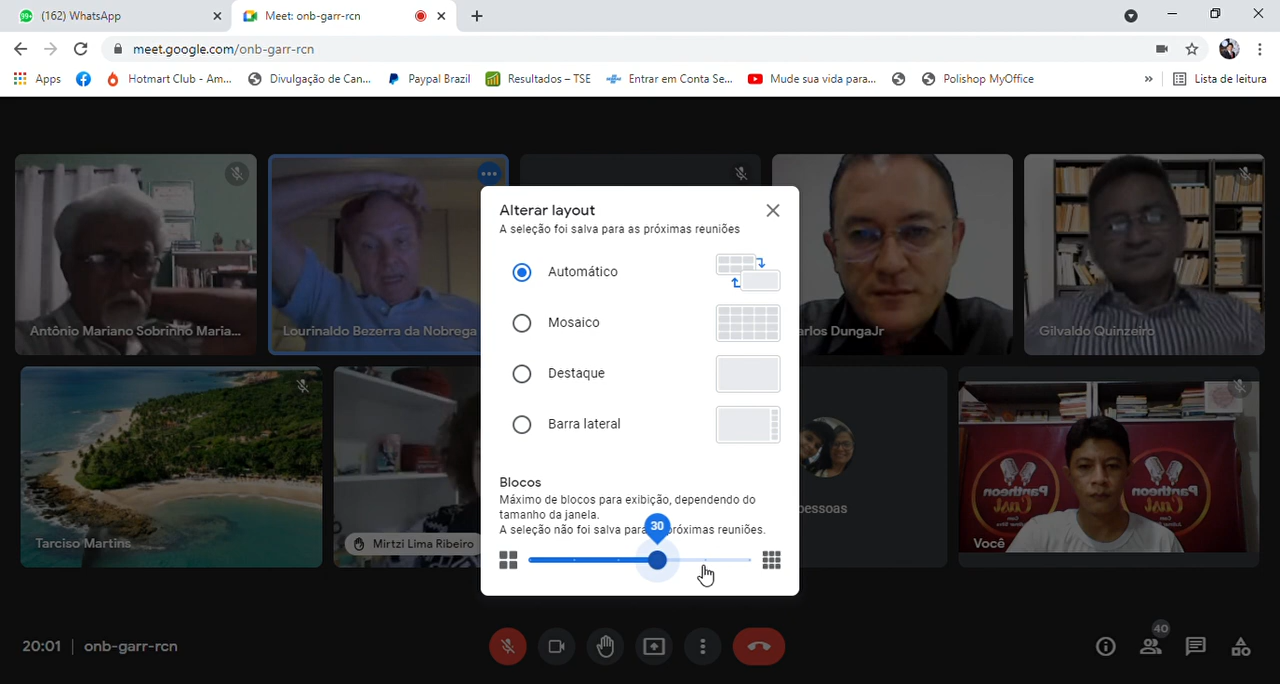 99+ (162) WhatsApp
Meet: onb-garr-rcn
meet.google.com/onb-garr-rcn
Apps
Hotmart Club - Am...
Divulgação de Can...
Paypal Brazil
Resultados – TSE
Entrar em Conta Se...
Mude sua vida para...
Polishop MyOffice
»
Lista de leitura
Antônio Mariano Sobrinho Maria...
Lourinaldo Bezerra da Nobrega
arlos DungaJr
Gilvaldo Quinzeiro
Alterar layout
A seleção foi salva para as próximas reuniões
Automático
Mosaico
Destaque
Barra lateral
Blocos
Máximo de blocos para exibição, dependendo do
tamanho da janela.
A seleção não foi salva para próximas reuniões.
30
Tarciso Martins
Mirtzi Lima Ribeiro
pessoas
Pantheon
Cast
Pantheon
Cast
Você
20:01 | onb-garr-rcn
40